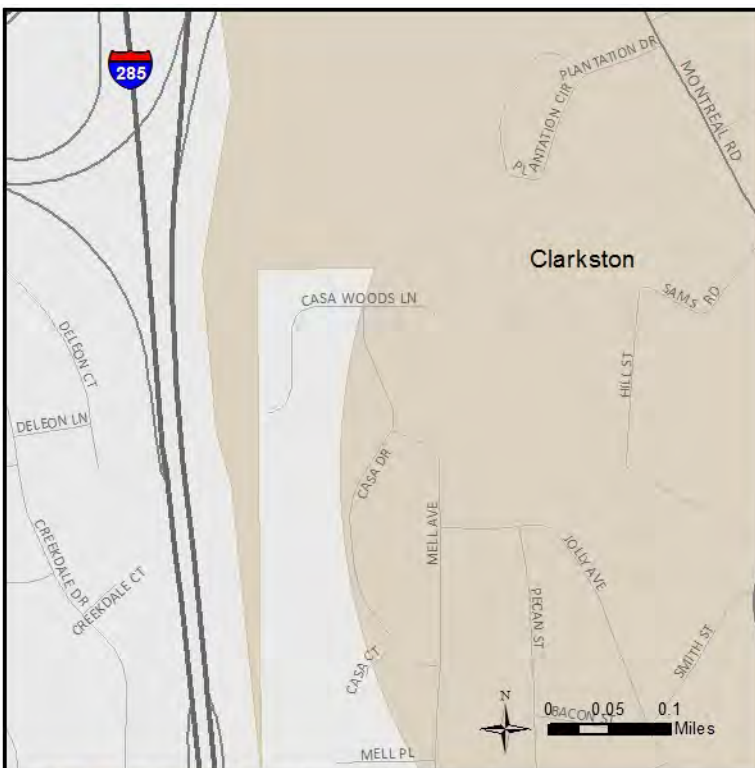 285
PLANTATION DR
PLANTATION CIR
MONTREAL RD
Clarkston
CASA WOODS LN
SAMS RD
DELEON CT
HILL ST
DELEON LN
CASA DR
MELL AVE
CREEKDALE DR
CREEKDALE CT
JOLLY AVE
PECAN ST
SMITH ST
CASA CT
N
0 0.05 0.1
BACON ST
Miles
MELL PL